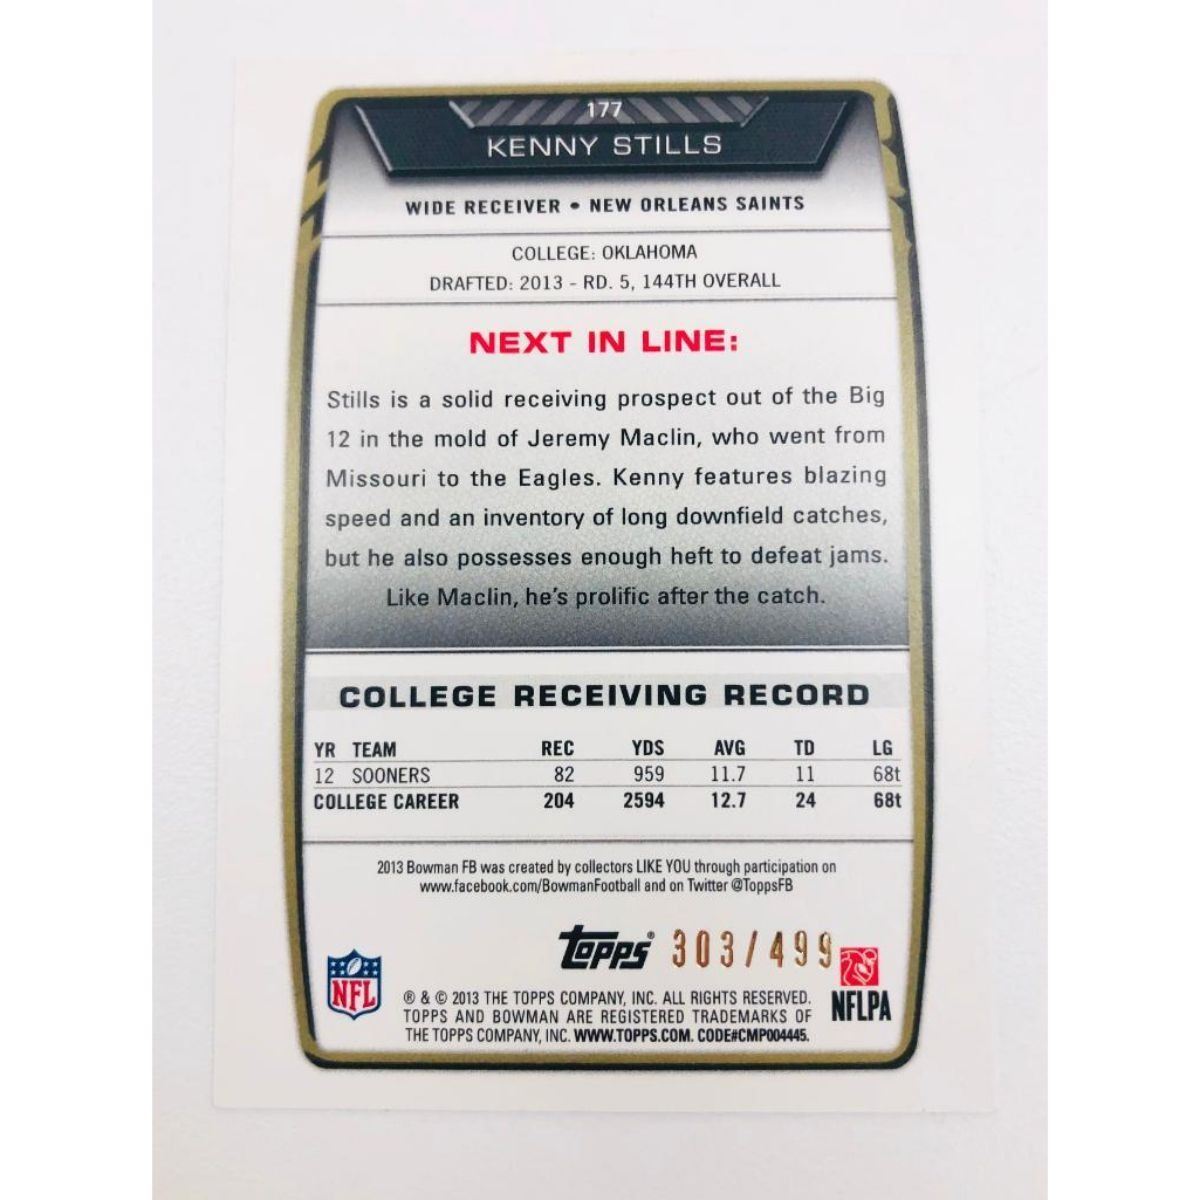 177
KENNY STILLS
WIDE RECEIVER • NEW ORLEANS SAINTS
COLLEGE: OKLAHOMA
DRAFTED: 2013 - RD. 5, 144TH OVERALL
NEXT IN LINE:
Stills is a solid receiving prospect out of the Big
12 in the mold of Jeremy Maclin, who went from
Missouri to the Eagles. Kenny features blazing
speed and an inventory of long downfield catches,
but he also possesses enough heft to defeat jams.
Like Maclin, he's prolific after the catch.
COLLEGE RECEIVING RECORD
YR TEAM REC YDS AVG TD LG
12 SOONERS 82 959 11.7 11 68t
COLLEGE CAREER 204 2594 12.7 24 68t
2013 Bowman FB was created by collectors LIKE YOU through participation on
www.facebook.com/BowmanFootball and on Twitter @ToppsFB
Topps® 303/499
NFL
NFLPA
® & © 2013 THE TOPPS COMPANY, INC. ALL RIGHTS RESERVED.
TOPPS AND BOWMAN ARE REGISTERED TRADEMARKS OF
THE TOPPS COMPANY, INC. WWW.TOPPS.COM. CODE#CMP004445.